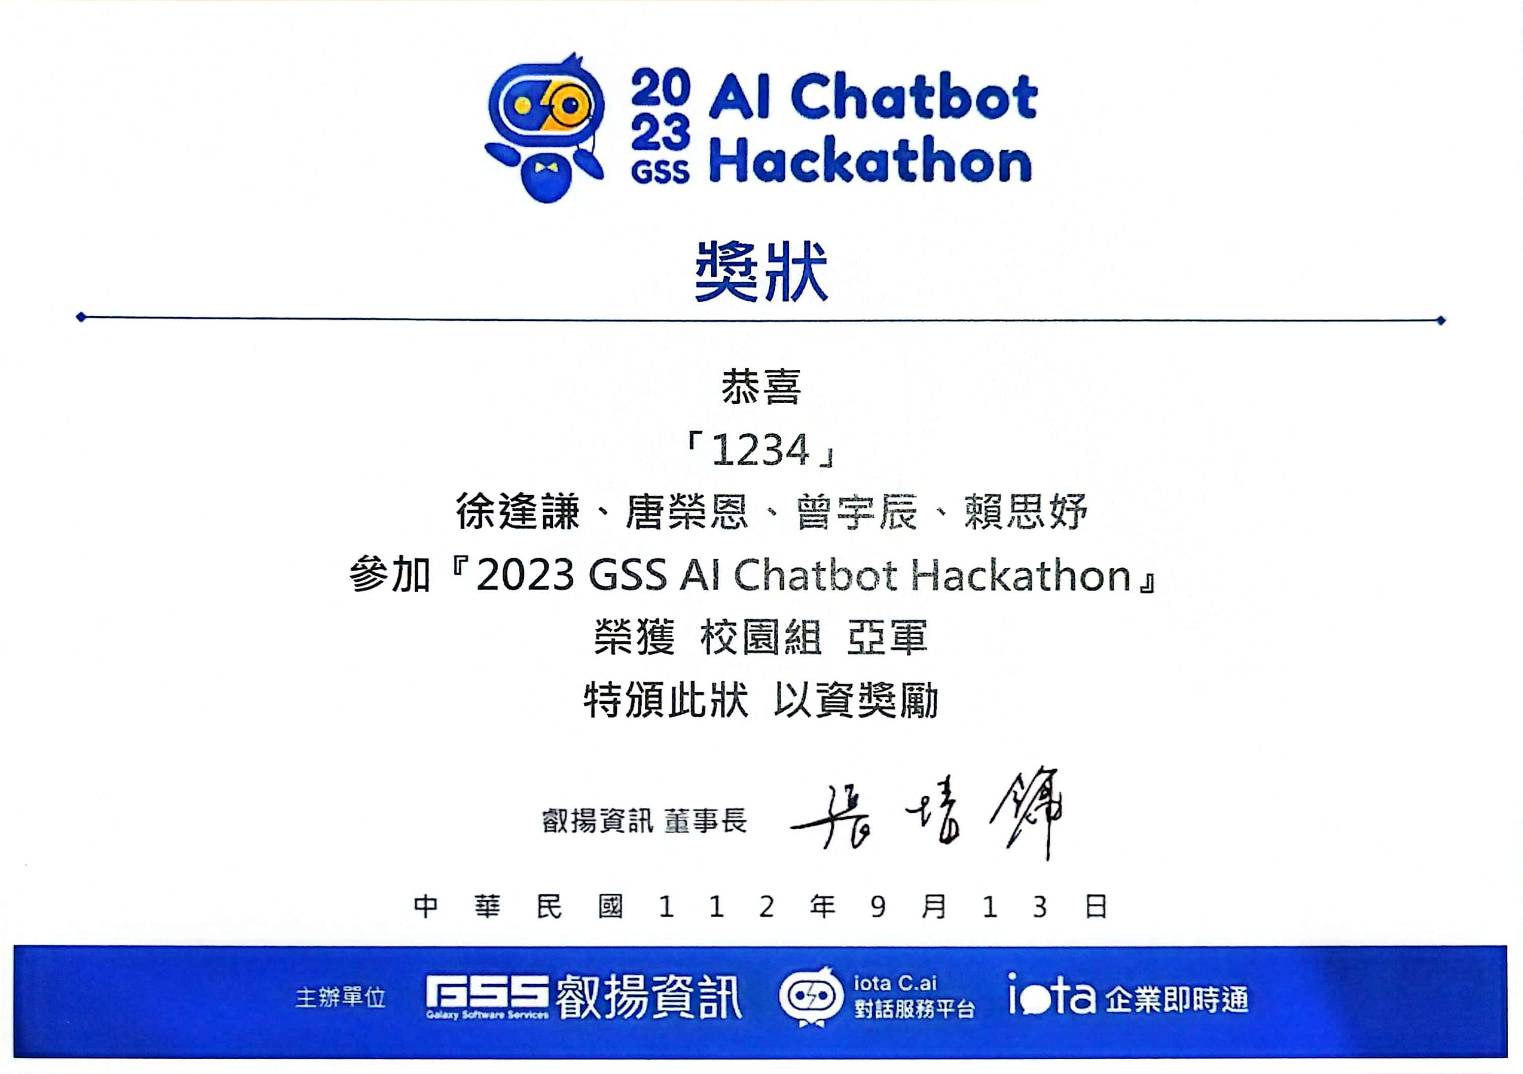 2023 GSS AI Chatbot Hackathon
獎狀
恭喜
「1234」
徐逢謙、唐榮恩、曾宇辰、賴思妤
參加『2023 GSS AI Chatbot Hackathon』
榮獲 校園組 亞軍
特頒此狀 以資獎勵
叡揚資訊 董事長 張培鏞
中華民國112年9月13日
主辦單位 GSS 叡揚資訊 Galaxy Software Services iota C.ai 對話服務平台 iota 企業即時通